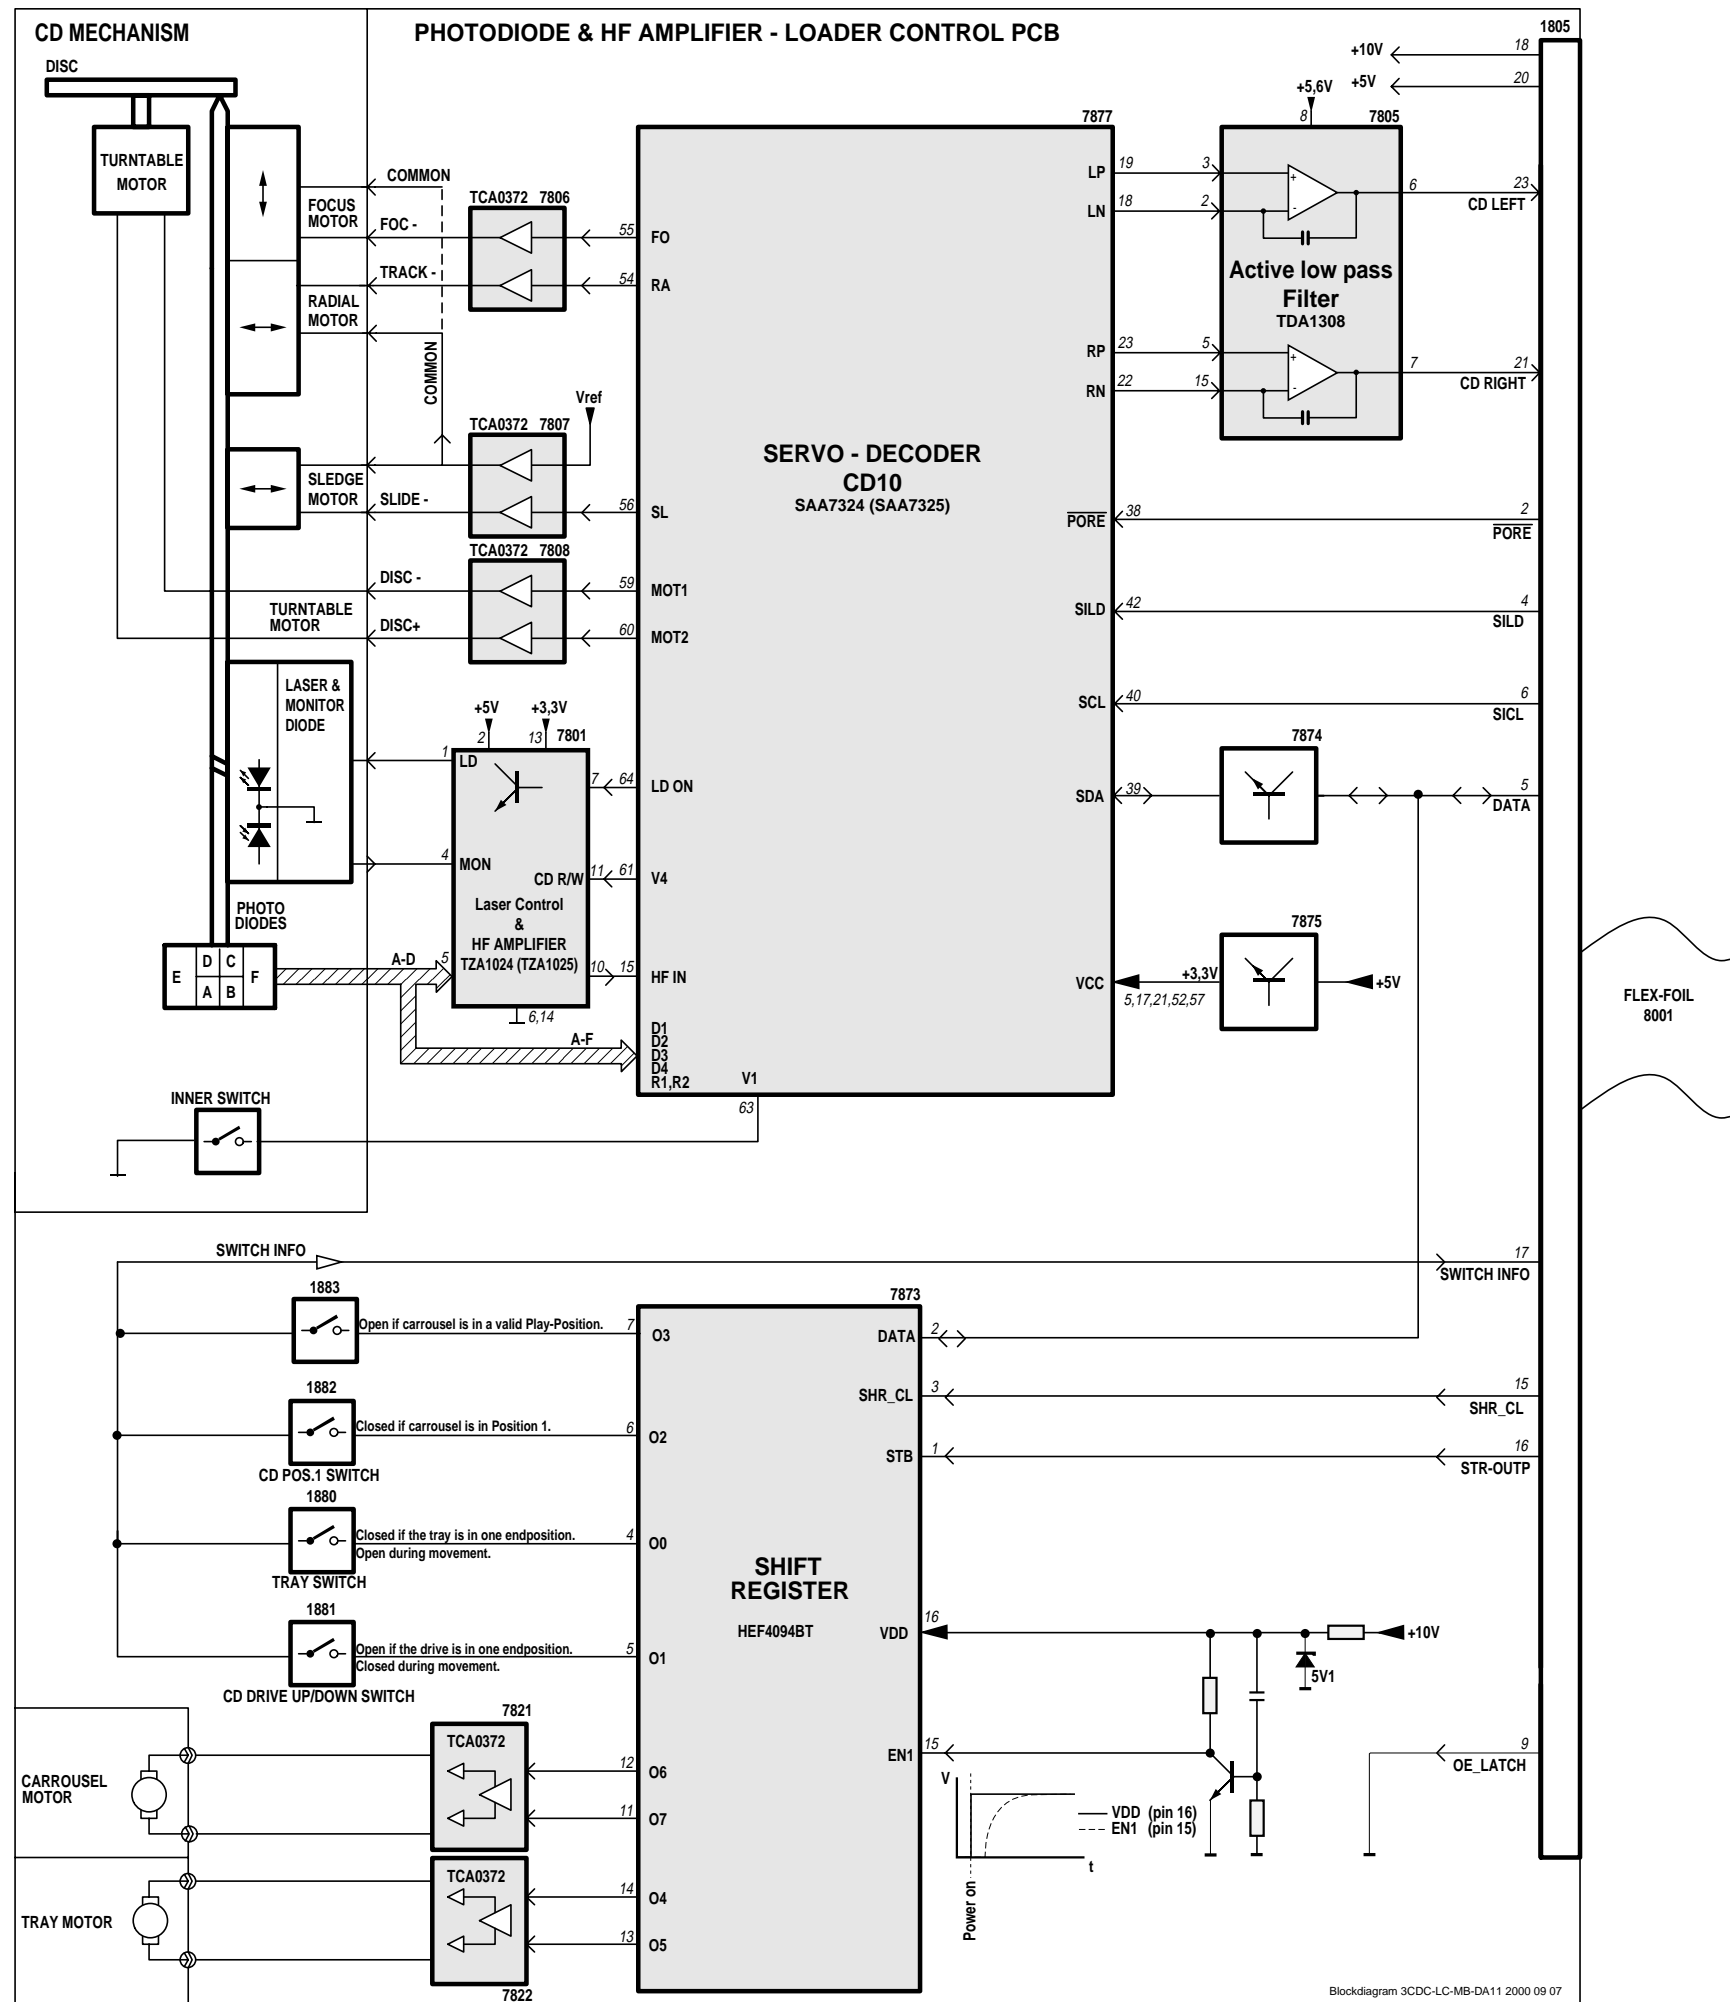 CD MECHANISM
PHOTODIODE & HF AMPLIFIER - LOADER CONTROL PCB
1805
DISC
+10V
18
+5V
20
+5,6V
8
7877
7805
TURNTABLE
MOTOR
COMMON
FOCUS
MOTOR
FOC -
TCA0372 7806
55
FO
TRACK -
54
RA
RADIAL
MOTOR
COMMON
LP
19
3
LN
18
2
6
23
CD LEFT
Active low pass
Filter
TDA1308
RP
23
5
RN
22
15
7
21
CD RIGHT
Vref
TCA0372 7807
SLEDGE
MOTOR
SLIDE -
56
SL
SERVO - DECODER
CD10
SAA7324 (SAA7325)
PORE
38
2
PORE
TCA0372 7808
DISC -
59
MOT1
TURNTABLE
MOTOR
DISC+
60
MOT2
SILD
42
4
SILD
LASER &
MONITOR
DIODE
+5V
2
+3,3V
13
7801
1
LD
7
64
LD ON
SCL
40
6
SICL
7874
SDA
39
5
DATA
4
MON
CD R/W
11
61
V4
Laser Control
&
HF AMPLIFIER
TZA1024 (TZA1025)
PHOTO
DIODES
E
D
C
F
A
B
A-D
5
10
15
HF IN
6,14
7875
VCC
+3,3V
5,17,21,52,57
+5V
FLEX-FOIL
8001
A-F
D1
D2
D3
D4
R1,R2
V1
63
INNER SWITCH
SWITCH INFO
17
SWITCH INFO
1883
Open if carrousel is in a valid Play-Position.
7
O3
7873
DATA
2
1882
Closed if carrousel is in Position 1.
6
O2
CD POS.1 SWITCH
SHR_CL
3
15
SHR_CL
STB
1
16
STR-OUTP
1880
Closed if the tray is in one endposition.
Open during movement.
4
O0
TRAY SWITCH
SHIFT
REGISTER
HEF4094BT
1881
Open if the drive is in one endposition.
Closed during movement.
5
O1
CD DRIVE UP/DOWN SWITCH
VDD
16
+10V
5V1
7821
TCA0372
CARROUSEL
MOTOR
12
O6
11
O7
EN1
15
9
OE_LATCH
V
VDD (pin 16)
EN1 (pin 15)
t
Power on
TCA0372
TRAY MOTOR
14
O4
13
O5
7822
Blockdiagram 3CDC-LC-MB-DA11 2000 09 07